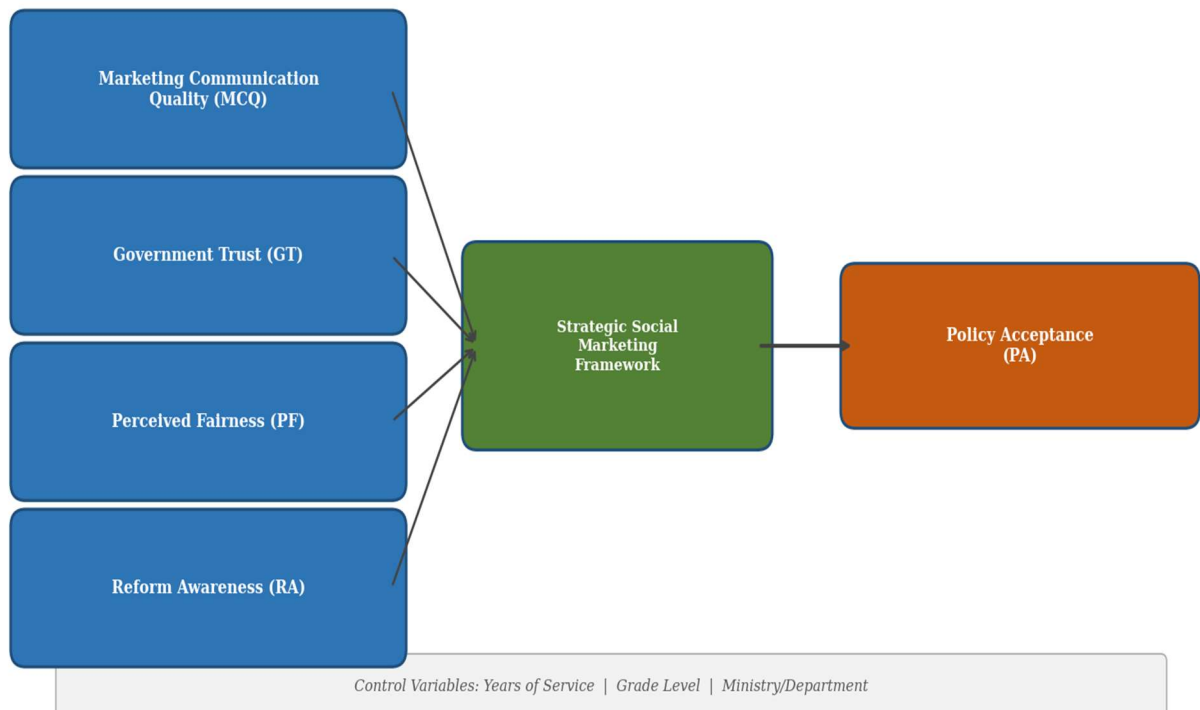 Marketing Communication
Quality (MCQ)
Government Trust (GT)
Perceived Fairness (PF)
Reform Awareness (RA)
Strategic Social
Marketing
Framework
Policy Acceptance
(PA)
Control Variables: Years of Service | Grade Level | Ministry/Department